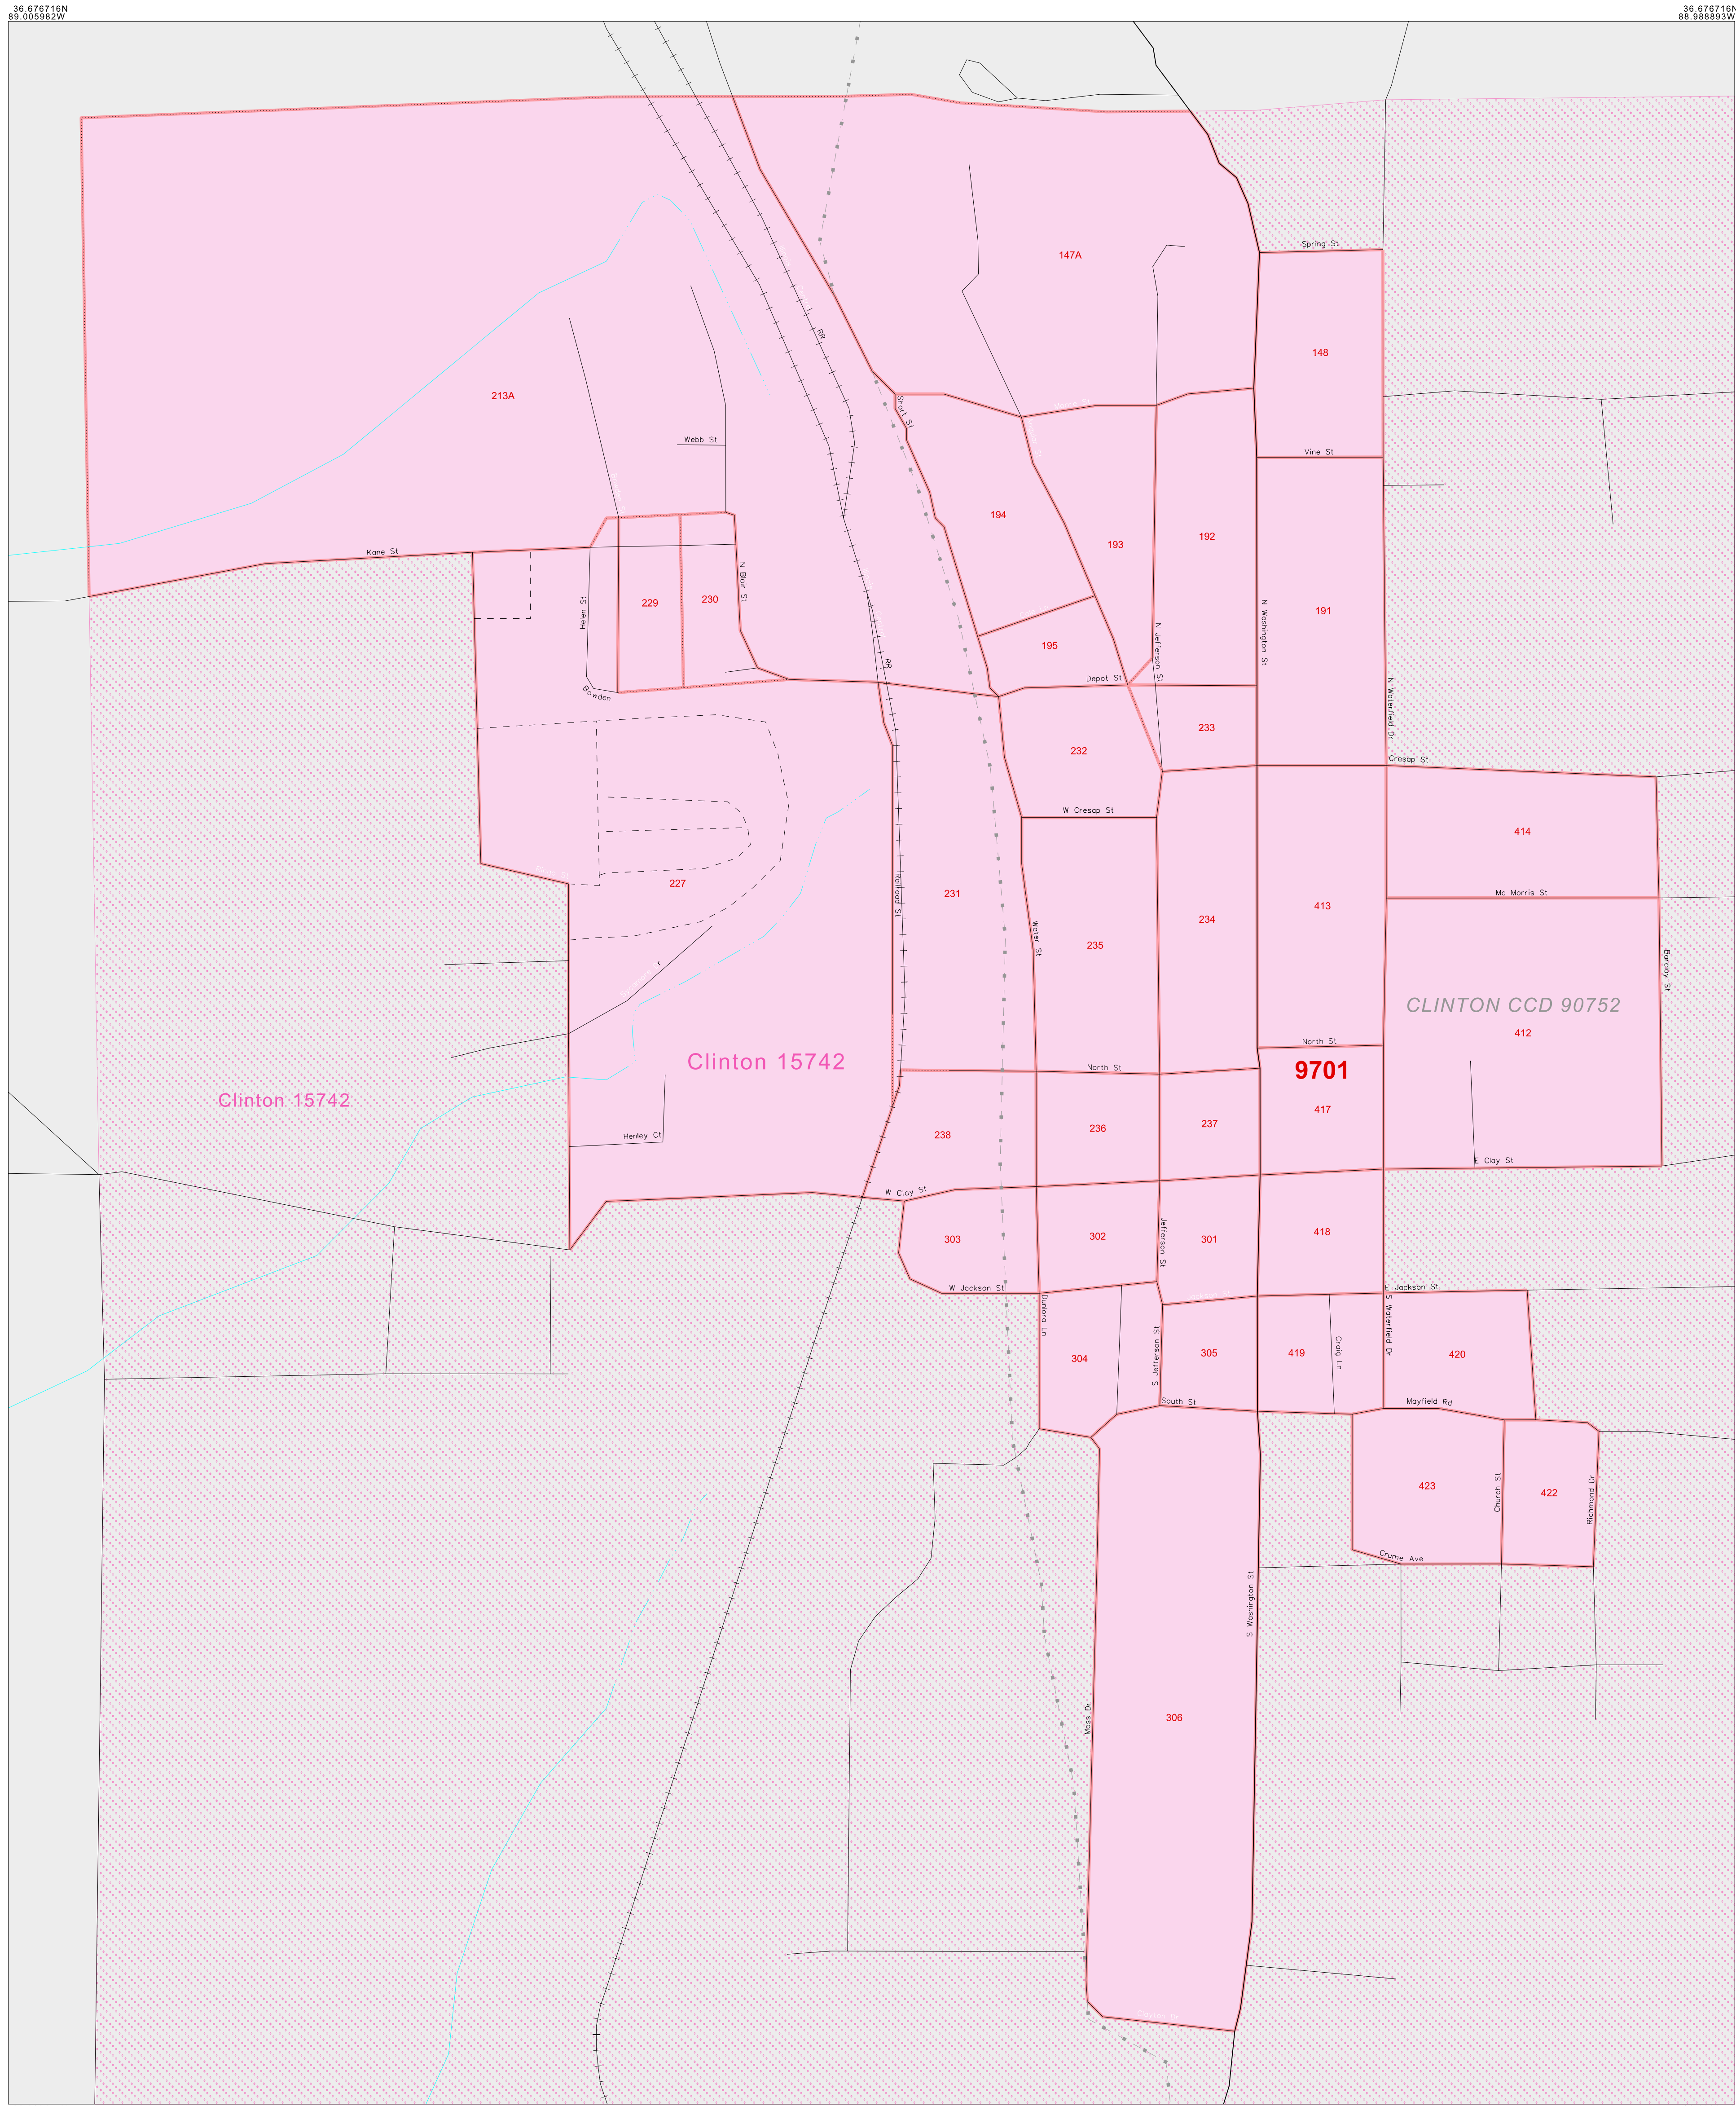 36.676716N
89.005982W
36.676716N
88.988893W
Spring St
147A
RR
148
213A
Short St
Moore St
Webb St
Vine St
194
193
192
Kane St
N Blair St
Helen St
229
230
N Washington St
191
N Jefferson St
195
RR
Depot St
N Waterfield Dr
Bowden
233
232
Cresap St
W Cresap St
414
227
Railroad St
231
Mc Morris St
413
234
Water St
235
Barclay St
CLINTON CCD 90752
412
North St
Clinton 15742
North St
9701
Clinton 15742
417
236
237
238
Henley Ct
E Clay St
W Clay St
303
302
Jefferson St
301
418
W Jackson St
E Jackson St
Dunlora Ln
S Waterfield Dr
304
S Jefferson St
305
419
Craig Ln
420
South St
Mayfield Rd
423
Church St
422
Richmond Dr
Crume Ave
S Washington St
Moss Dr
306